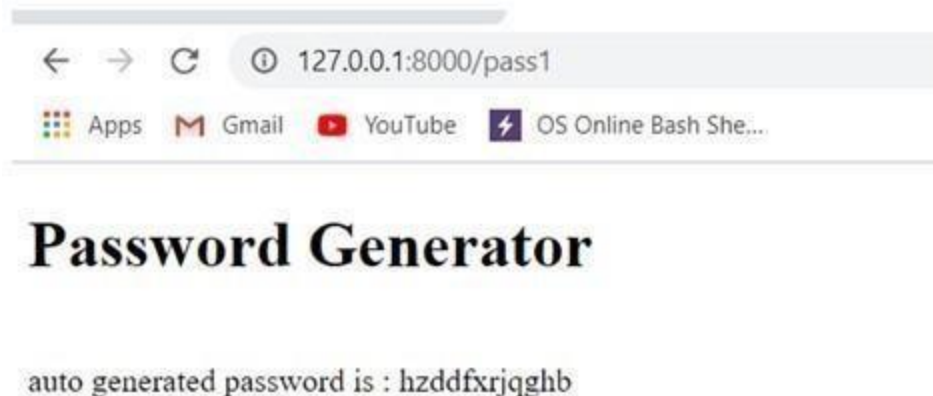 127.0.0.1:8000/pass1
Apps Gmail YouTube OS Online Bash She...
Password Generator
auto generated password is : hzddfxrjqghb